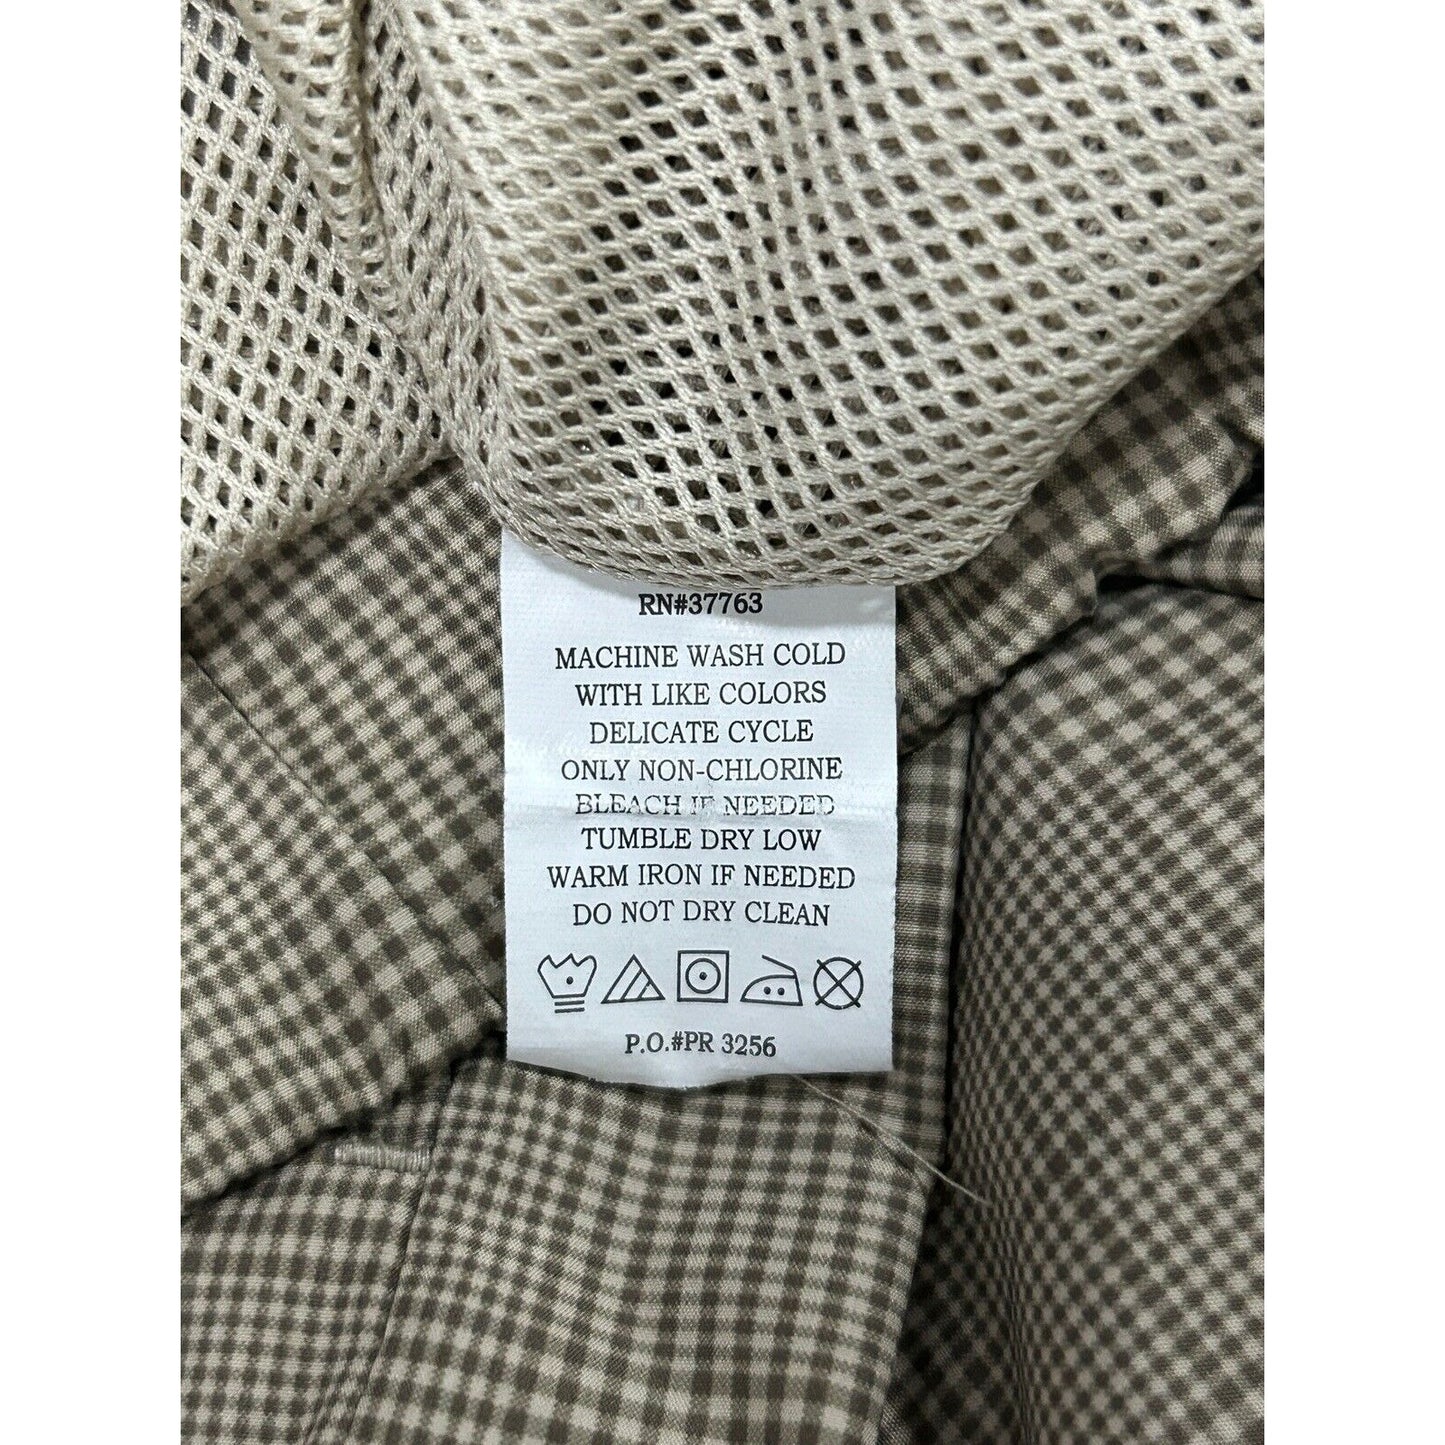 RN#37763
MACHINE WASH COLD
WITH LIKE COLORS
DELICATE CYCLE
ONLY NON-CHLORINE
BLEACH IF NEEDED
TUMBLE DRY LOW
WARM IRON IF NEEDED
DO NOT DRY CLEAN
P.O.#PR 3256